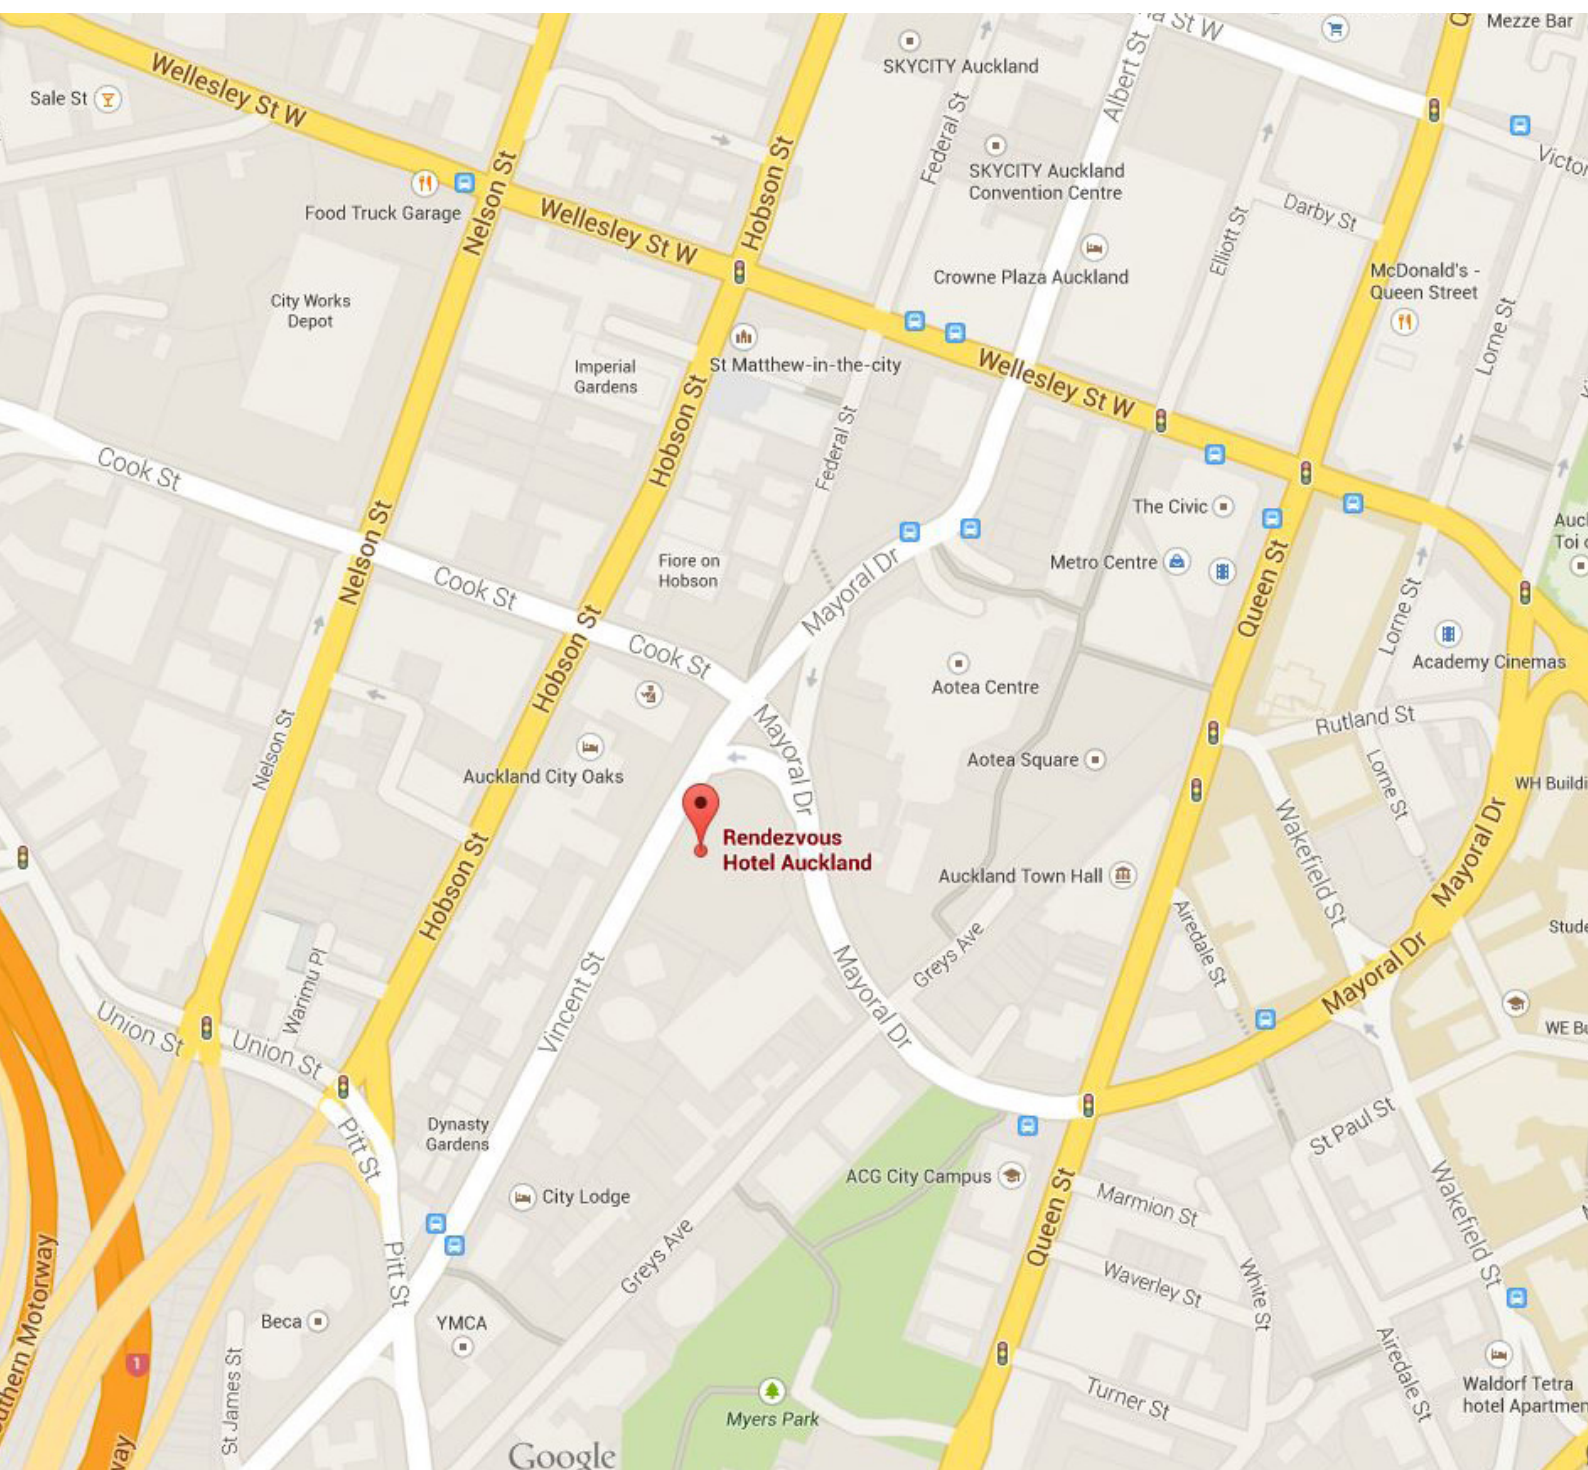 Mezze Bar
SKYCITY Auckland
Albert St
Sale St
Wellesley St W
Federal St
Victor
SKYCITY Auckland
Convention Centre
Food Truck Garage
Nelson St
Wellesley St W
Hobson St
Darby St
Elliott St
Crowne Plaza Auckland
McDonald's -
Queen Street
City Works
Depot
Lorne St
St Matthew-in-the-city
Imperial
Gardens
Wellesley St W
Hobson St
Federal St
Cook St
The Civic
Metro Centre
Nelson St
Fiore on
Hobson
Cook St
Mayoral Dr
Queen St
Lorne St
Academy Cinemas
Hobson St
Cook St
Aotea Centre
Rutland St
Nelson St
Auckland City Oaks
Mayoral Dr
Aotea Square
Lorne St
Rendezvous
Hotel Auckland
Wakefield St
Mayoral Dr
Auckland Town Hall
Hobson St
Airedale St
Greys Ave
Mayoral Dr
Mayoral Dr
Vincent St
Warimu Pl
Union St
Union St
Pitt St
Dynasty
Gardens
St Paul St
ACG City Campus
City Lodge
Marmion St
Queen St
Wakefield St
Greys Ave
Pitt St
Waverley St
White St
Beca
YMCA
1
St James St
Airedale St
Turner St
Waldorf Tetra
Myers Park
Google